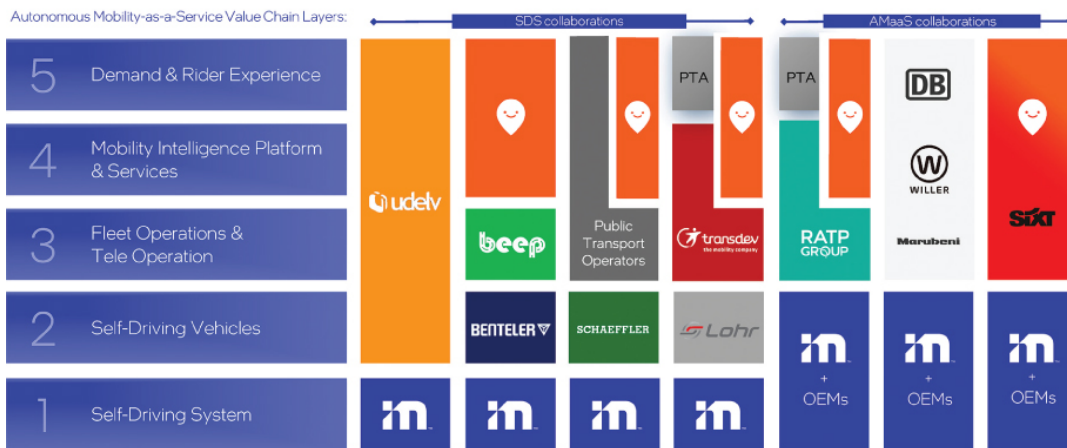 Autonomous Mobility-as-a-Service Value Chain Layers:
SDS collaborations
AMaaS collaborations
5
Demand & Rider Experience
4
Mobility Intelligence Platform
& Services
3
Fleet Operations &
Tele Operation
2
Self-Driving Vehicles
1
Self-Driving System
udelv
beep
BENTELER
Public
Transport
Operators
SCHAEFFLER
PTA
transdev
the mobility company
Lohr
PTA
RATP
GROUP
DB
W
WILLER
Marubeni
SIXT
m
m
m
m
m
+
OEMs
m
+
OEMs
m
+
OEMs